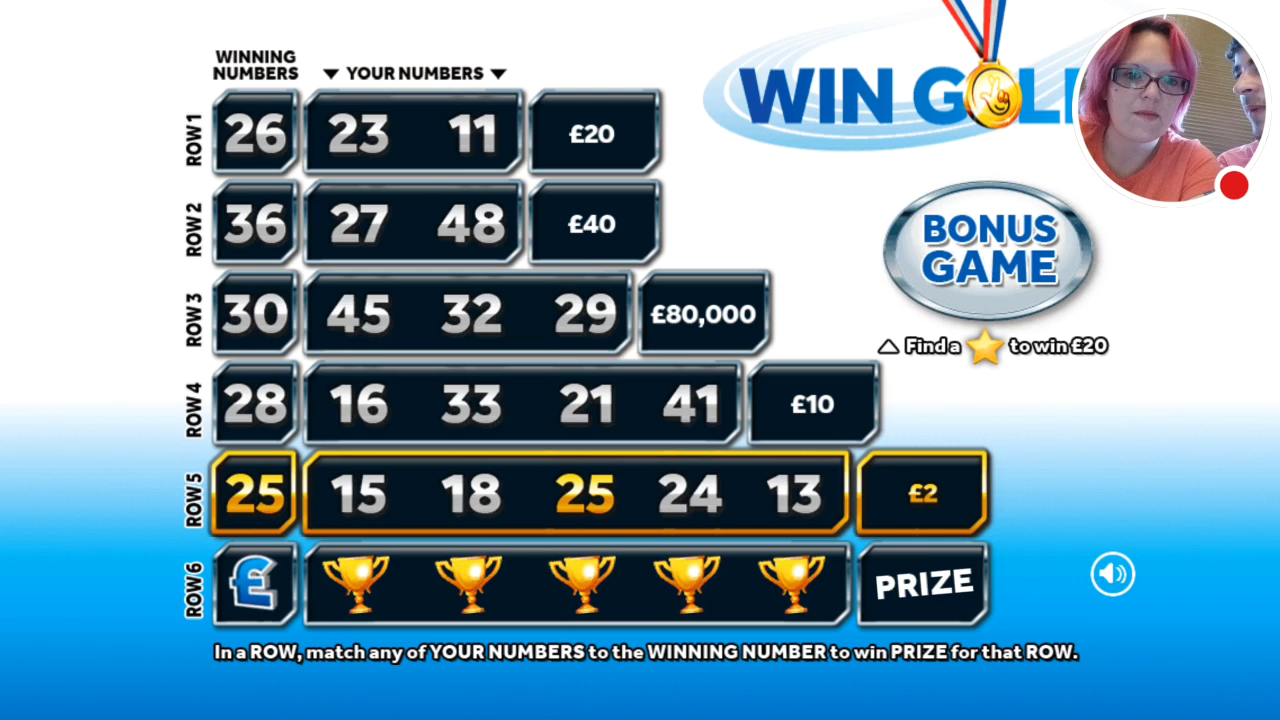 WINNING NUMBERS
▼ YOUR NUMBERS ▼
WIN GOL
ROW 1 26 23 11 £20
ROW 2 36 27 48 £40
ROW 3 30 45 32 29 £80,000
ROW 4 28 16 33 21 41 £10
ROW 5 25 15 18 25 24 13 £2
ROW 6 £ PRIZE
BONUS
GAME
Find a to win £20
In a ROW, match any of YOUR NUMBERS to the WINNING NUMBER to win PRIZE for that ROW.